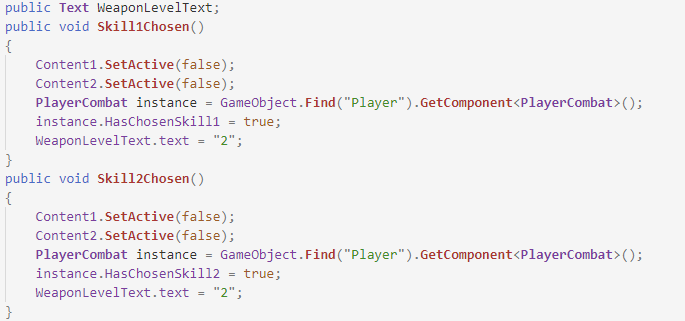 public Text WeaponLevelText;
public void Skill1Chosen()
{
    Content1.SetActive(false);
    Content2.SetActive(false);
    PlayerCombat instance = GameObject.Find("Player").GetComponent<PlayerCombat>();
    instance.HasChosenSkill1 = true;
    WeaponLevelText.text = "2";
}
public void Skill2Chosen()
{
    Content1.SetActive(false);
    Content2.SetActive(false);
    PlayerCombat instance = GameObject.Find("Player").GetComponent<PlayerCombat>();
    instance.HasChosenSkill2 = true;
    WeaponLevelText.text = "2";
}